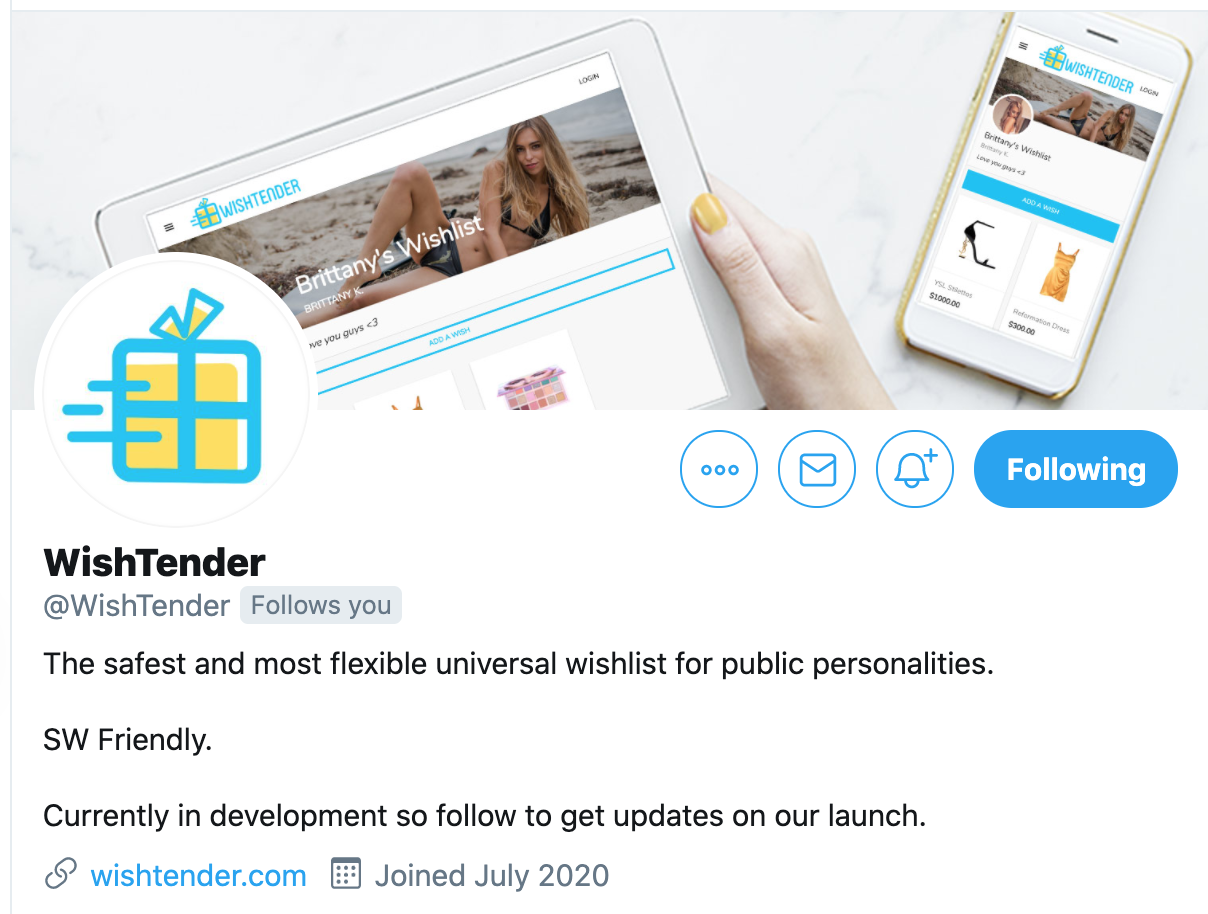 LOGIN
WISHTENDER
Brittany's Wishlist
BRITTANY K.
ove you guys <3
ADD A WISH
WISHTENDER
LOGIN
Brittany's Wishlist
Brittany K.
Love you guys <3
ADD A WISH
YSL Stilettos
$1000.00
Reformation Dress
$300.00
Following
WishTender
@WishTender Follows you
The safest and most flexible universal wishlist for public personalities.
SW Friendly.
Currently in development so follow to get updates on our launch.
wishtender.com Joined July 2020